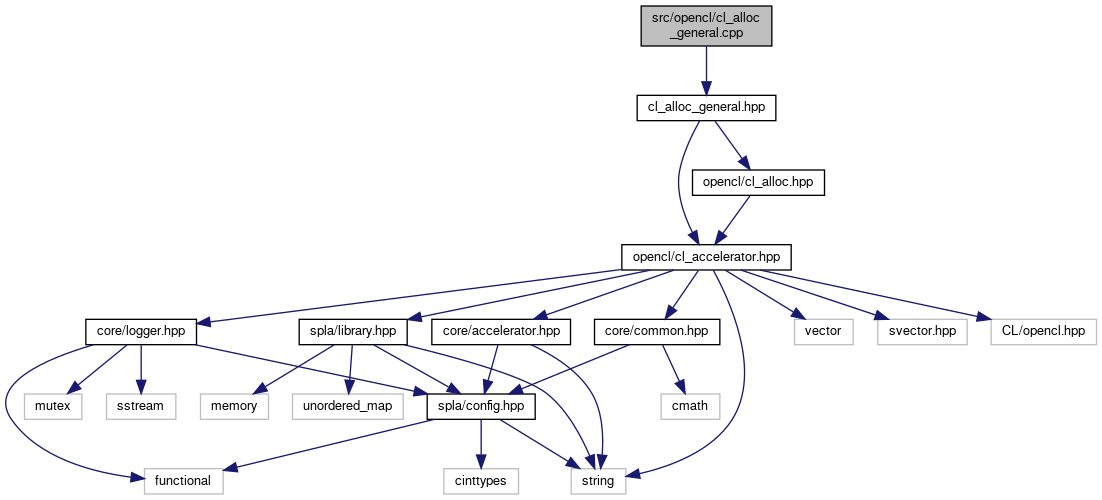 src/opencl/cl_alloc
_general.cpp
cl_alloc_general.hpp
opencl/cl_alloc.hpp
opencl/cl_accelerator.hpp
core/logger.hpp
spla/library.hpp
core/accelerator.hpp
core/common.hpp
vector
svector.hpp
CL/opencl.hpp
mutex
sstream
memory
unordered_map
spla/config.hpp
cmath
functional
cinttypes
string